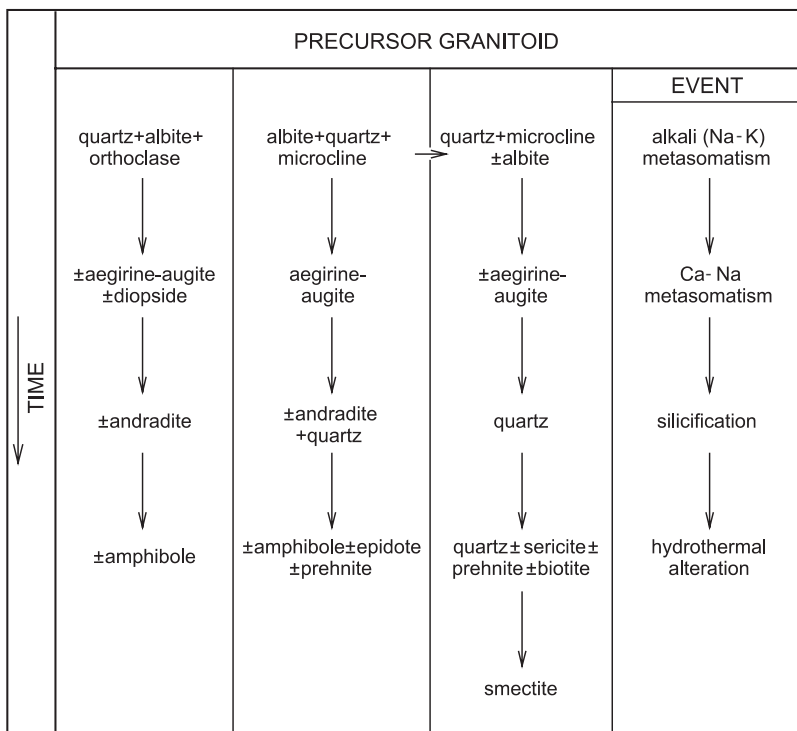 PRECURSOR GRANITOID
EVENT
TIME
quartz+albite+
orthoclase
±aegirine-augite
±diopside
±andradite
±amphibole
albite+quartz+
microcline
aegirine-
augite
±andradite
+quartz
±amphibole±epidote
±prehnite
quartz+microcline
±albite
±aegirine-
augite
quartz
quartz±sericite±
prehnite±biotite
smectite
alkali (Na-K)
metasomatism
Ca-Na
metasomatism
silicification
hydrothermal
alteration